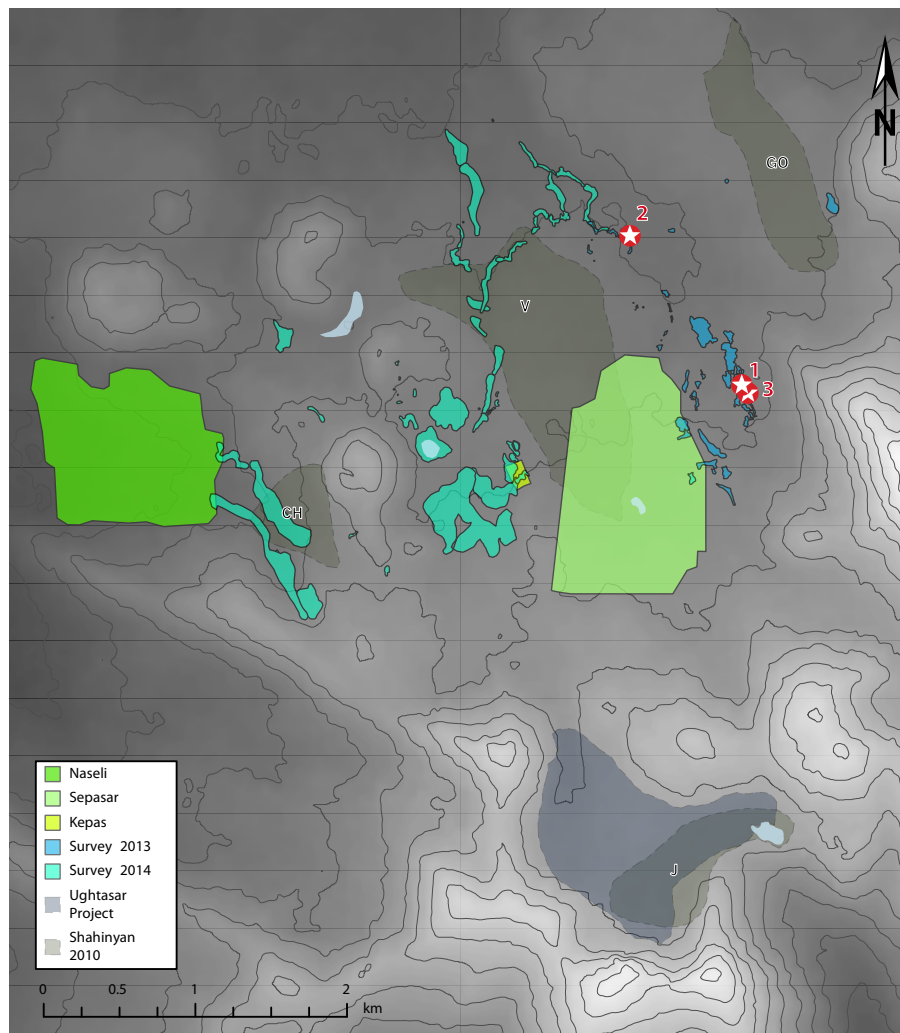 N
GO
2
V
1
3
CH
J
Naseli
Sepasar
Kepas
Survey 2013
Survey 2014
Ughtasar
Project
Shahinyan
2010
0 0.5 1 2
km